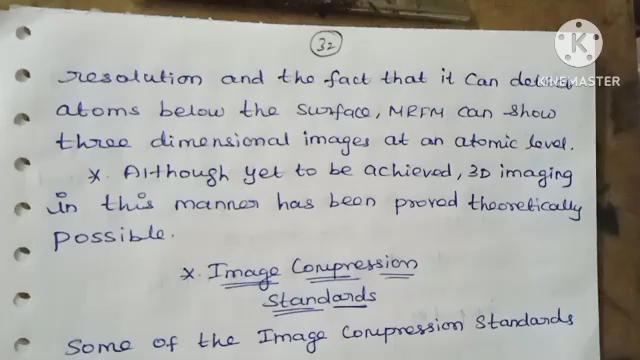 32
resolution and the fact that it can detect
atoms below the surface, MRFM can show
three dimensional images at an atomic level.
* Although yet to be achieved, 3D imaging
in this manner has been proved theoretically
possible.
* Image Compression
Standards
Some of the Image Compression Standards
KINEMASTER